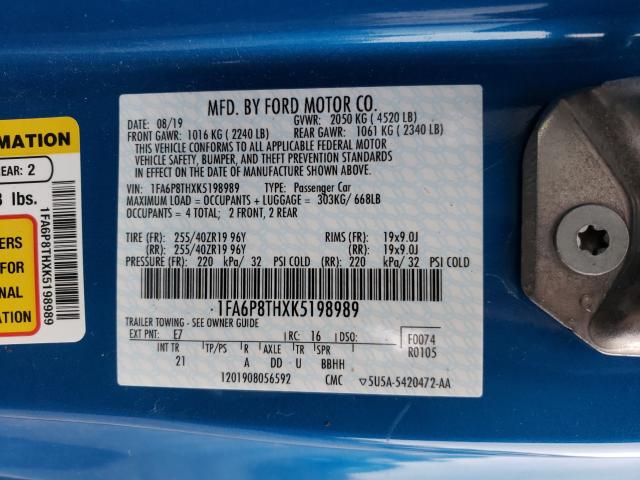 MFD. BY FORD MOTOR CO.
DATE: 08/19 GVWR: 2050 KG ( 4520 LB)
FRONT GAWR: 1016 KG ( 2240 LB) REAR GAWR: 1061 KG ( 2340 LB)
THIS VEHICLE CONFORMS TO ALL APPLICABLE FEDERAL MOTOR
VEHICLE SAFETY, BUMPER, AND THEFT PREVENTION STANDARDS
IN EFFECT ON THE DATE OF MANUFACTURE SHOWN ABOVE.
VIN: 1FA6P8THXK5198989 TYPE: Passenger Car
MAXIMUM LOAD = OCCUPANTS + LUGGAGE = 303KG/ 668LB
OCCUPANTS = 4 TOTAL; 2 FRONT, 2 REAR
TIRE (FR): 255/40ZR19 96Y RIMS (FR): 19x9.0J
(RR): 255/40ZR19 96Y (RR): 19x9.0J
PRESSURE (FR): 220 kPa/ 32 PSI COLD (RR): 220 kPa/ 32 PSI COLD
1FA6P8THXK5198989
TRAILER TOWING - SEE OWNER GUIDE
EXT PNT: E7 RC: 16 DSO: F0074
R0105
INT TR TP/PS R AXLE TR SPR
21 A DD U BBHH
1201908056592 CMC 5U5A-5420472-AA
MATION
EAR: 2
lbs.
ERS
FOR
NAL
ION
1FA6P8THXK5198989